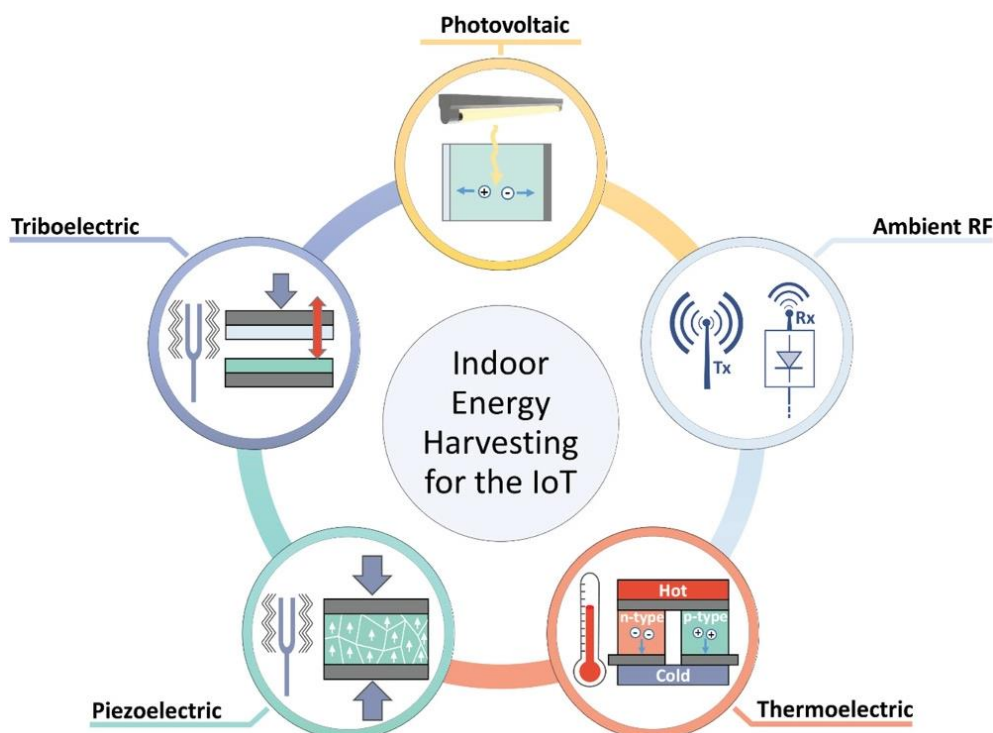 Photovoltaic
Triboelectric
Ambient RF
Rx
Tx
Indoor
Energy
Harvesting
for the IoT
Hot
n-type
p-type
Cold
Piezoelectric
Thermoelectric